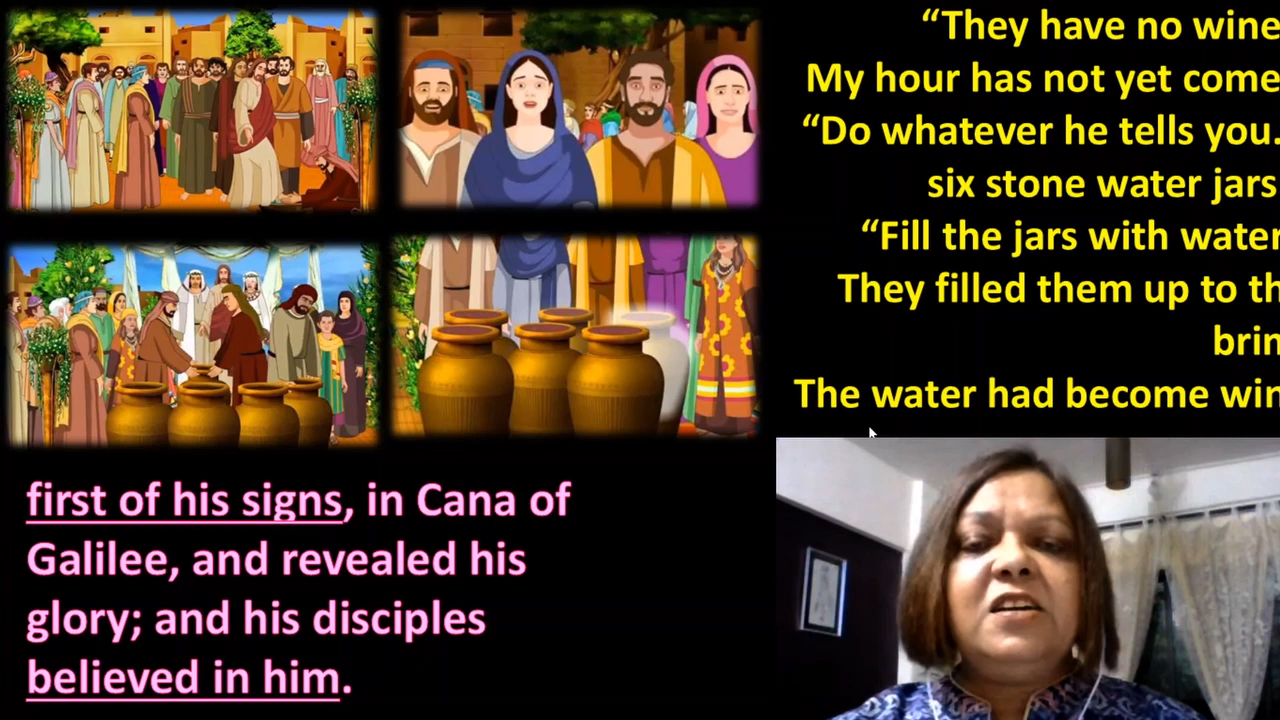 “They have no wine
My hour has not yet come
“Do whatever he tells you.
six stone water jars
“Fill the jars with water
They filled them up to th
brin
The water had become win
first of his signs, in Cana of
Galilee, and revealed his
glory; and his disciples
believed in him.